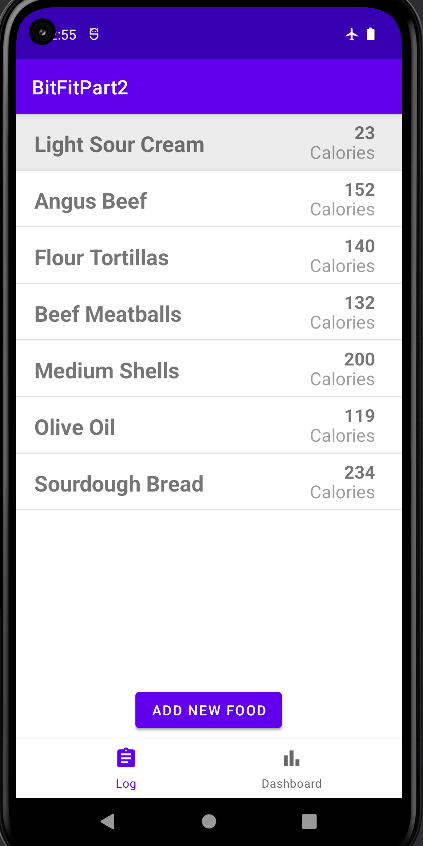 :55
BitFitPart2
Light Sour Cream
23
Calories
Angus Beef
152
Calories
Flour Tortillas
140
Calories
Beef Meatballs
132
Calories
Medium Shells
200
Calories
Olive Oil
119
Calories
Sourdough Bread
234
Calories
ADD NEW FOOD
Log
Dashboard